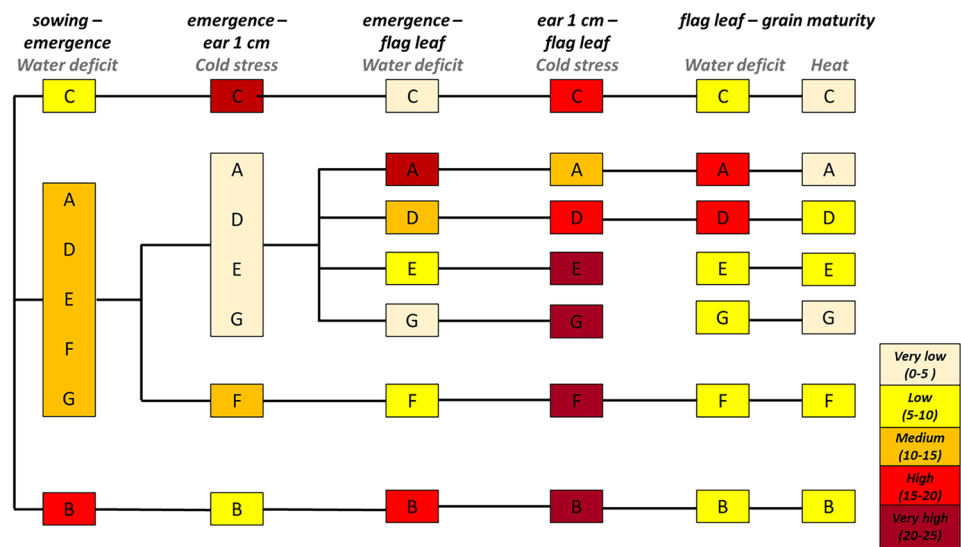 sowing –
emergence
Water deficit
emergence –
ear 1 cm
Cold stress
emergence –
flag leaf
Water deficit
ear 1 cm –
flag leaf
Cold stress
flag leaf – grain maturity
Water deficit Heat
C C C C C C
A
D
E
F
G
A
D
E
G
A A A A
D D D D
E E E E
G G G G
F F F F F
B B B B B B
Very low
(0-5 )
Low
(5-10)
Medium
(10-15)
High
(15-20)
Very high
(20-25)